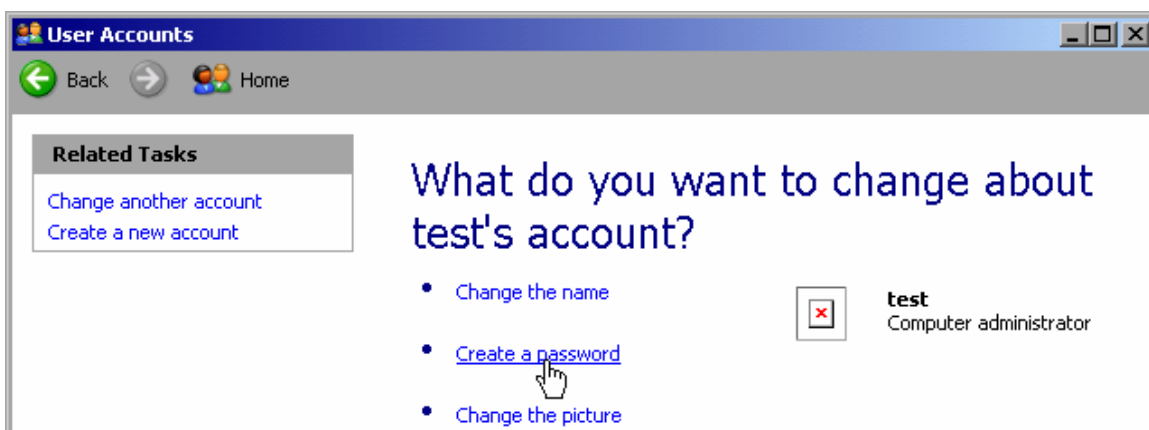 User Accounts
Back Home
Related Tasks
Change another account
Create a new account
What do you want to change about
test's account?
Change the name
Create a password
Change the picture
test
Computer administrator